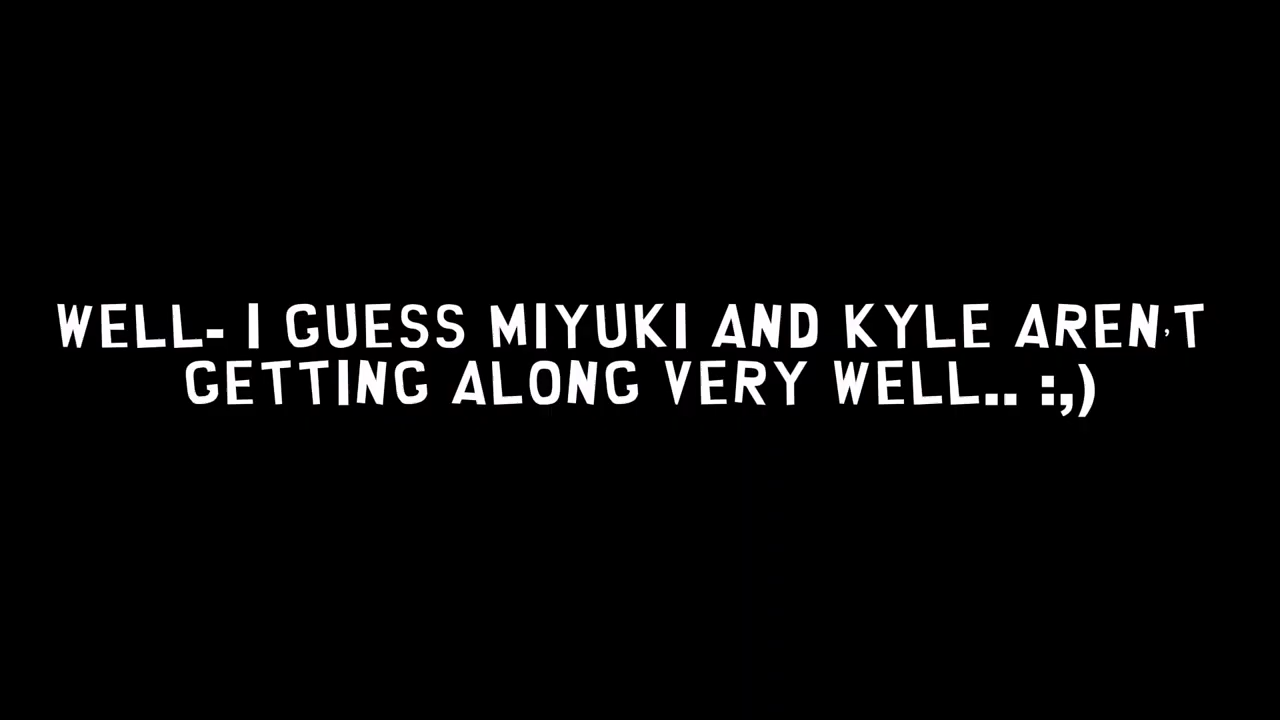 WELL- I GUESS MIYUKI AND KYLE AREN'T
GETTING ALONG VERY WELL.. :,)